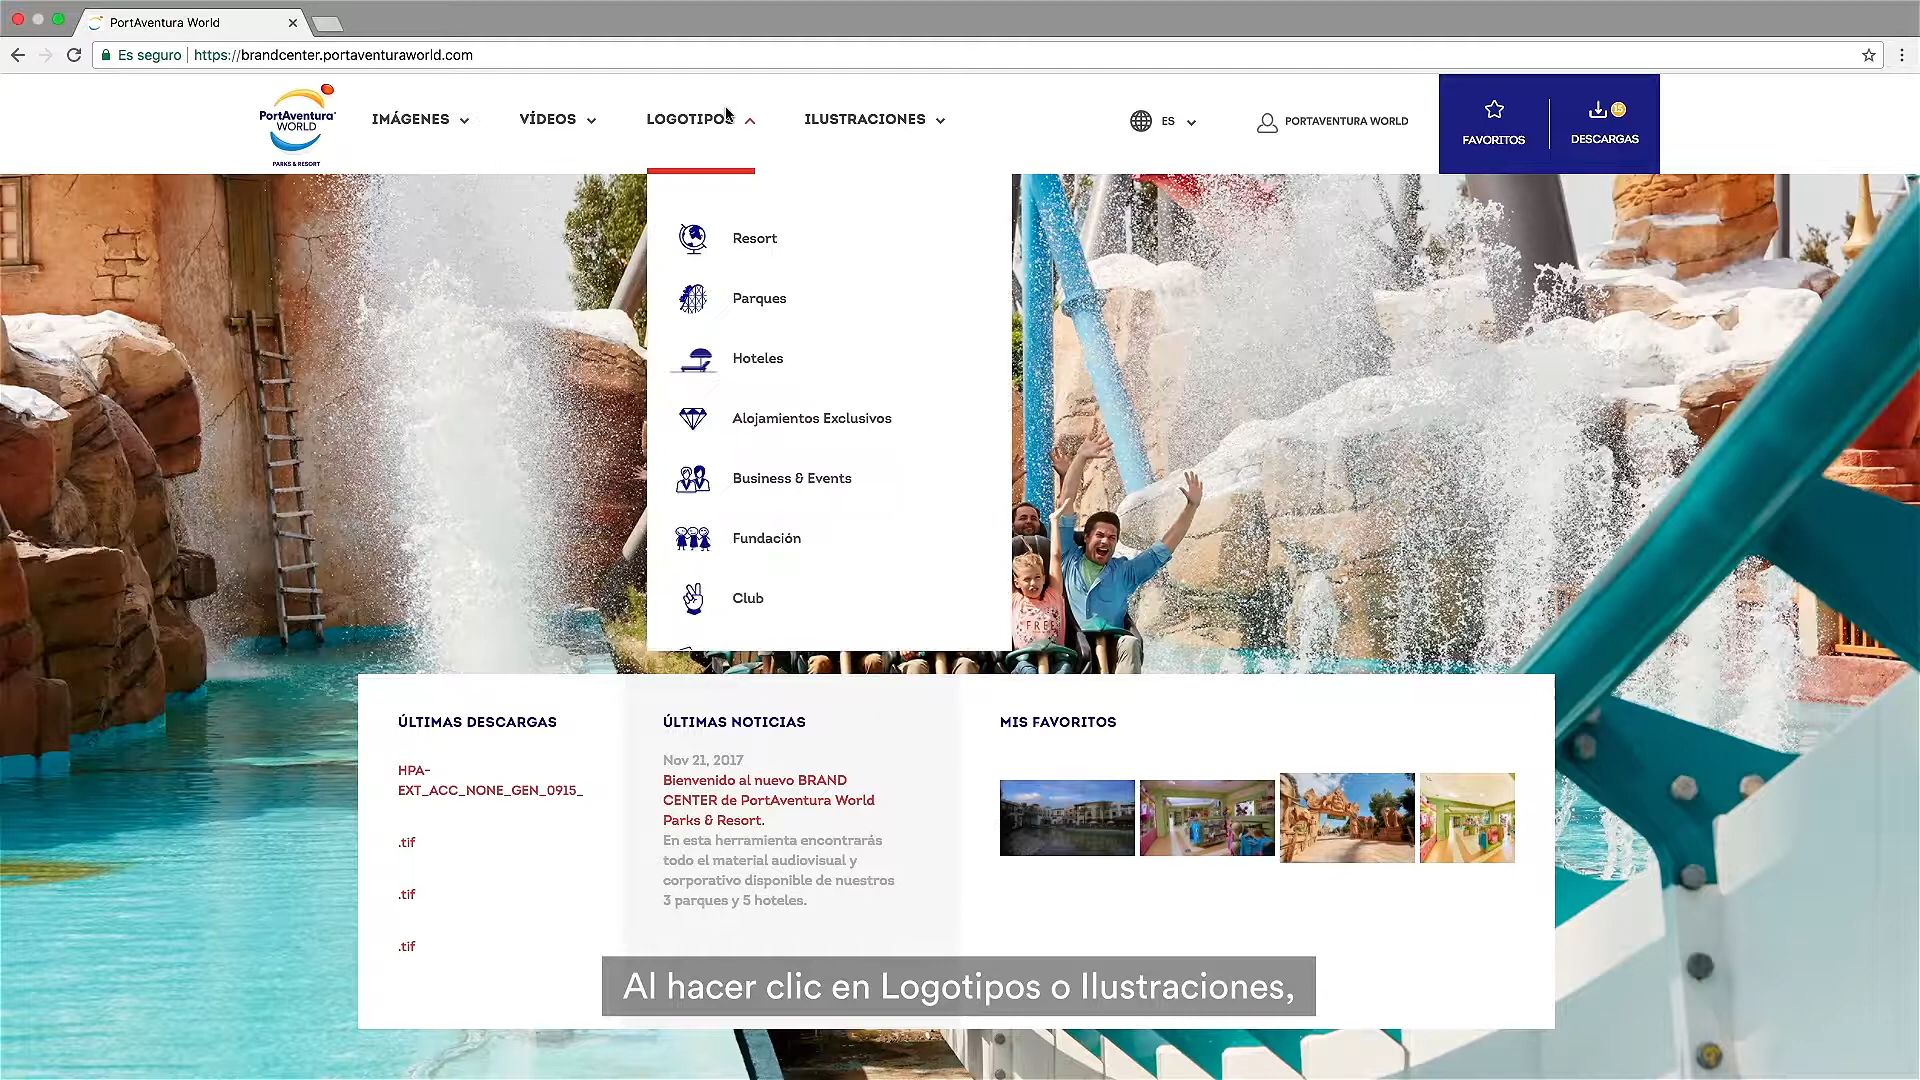 PortAventura World
Es seguro
https://brandcenter.portaventuraworld.com
PortAventura
WORLD
PARKS & RESORT
IMÁGENES
VÍDEOS
LOGOTIPOS
ILUSTRACIONES
ES
PORTAVENTURA WORLD
FAVORITOS
15
DESCARGAS
Resort
Parques
Hoteles
Alojamientos Exclusivos
Business & Events
Fundación
Club
FREE
ÚLTIMAS DESCARGAS
HPA-
EXT_ACC_NONE_GEN_0915_
.tif
.tif
.tif
ÚLTIMAS NOTICIAS
Nov 21, 2017
Bienvenido al nuevo BRAND
CENTER de PortAventura World
Parks & Resort.
En esta herramienta encontrarás
todo el material audiovisual y
corporativo disponible de nuestros
3 parques y 5 hoteles.
MIS FAVORITOS
Al hacer clic en Logotipos o Ilustraciones,